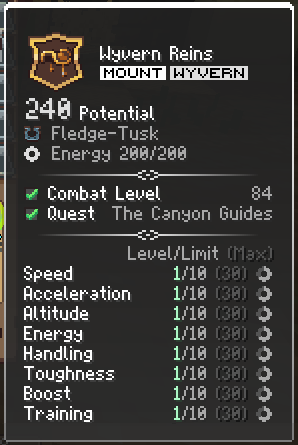 Wyvern Reins
MOUNT WYVERN
240 Potential
Fledge-Tusk
Energy 200/200
Combat Level 84
Quest The Canyon Guides
Level/Limit (Max)
Speed 1/10 (30)
Acceleration 1/10 (30)
Altitude 1/10 (30)
Energy 1/10 (30)
Handling 1/10 (30)
Toughness 1/10 (30)
Boost 1/10 (30)
Training 1/10 (30)